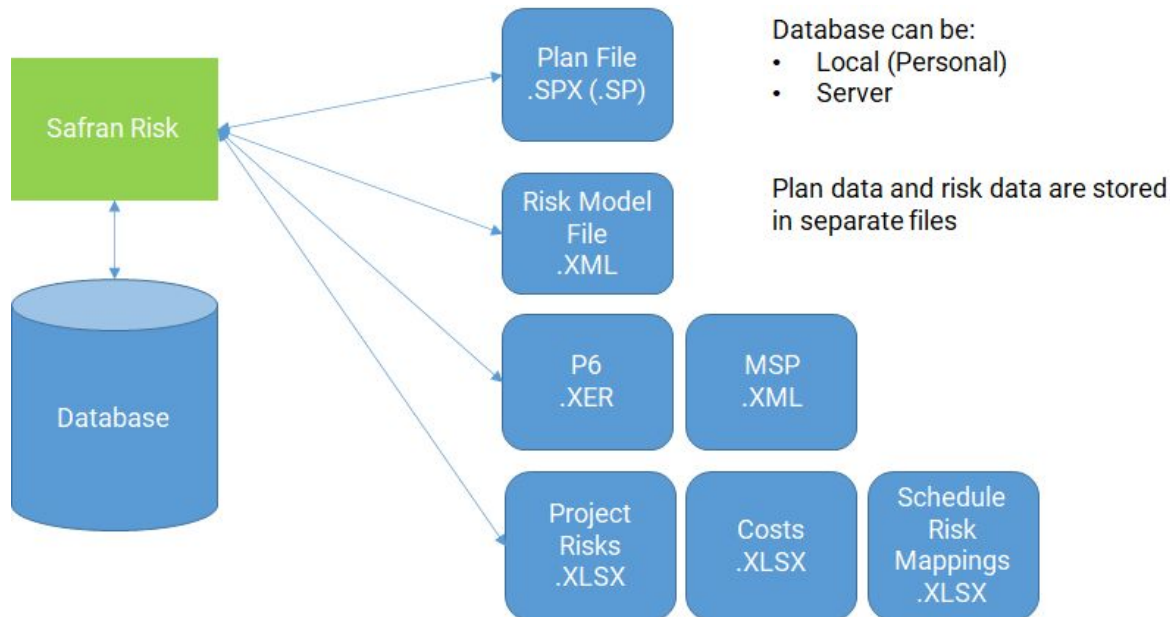 Safran Risk
Database
Plan File
.SPX (.SP)
Risk Model
File
.XML
P6
.XER
MSP
.XML
Project
Risks
.XLSX
Costs
.XLSX
Schedule
Risk
Mappings
.XLSX
Database can be:
• Local (Personal)
• Server
Plan data and risk data are stored
in separate files